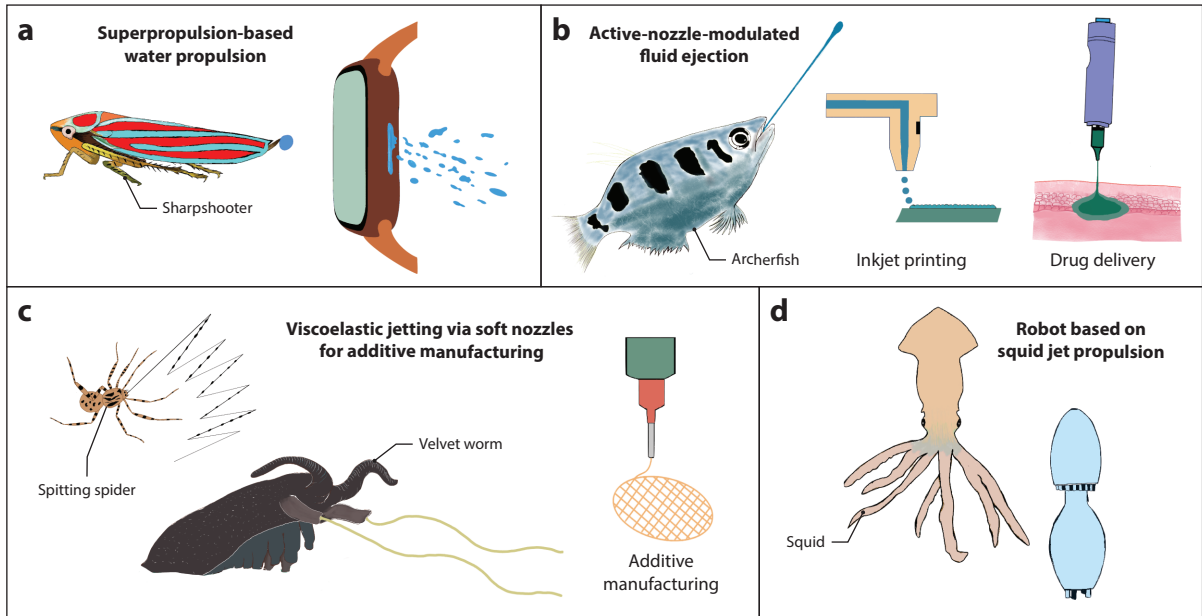 a
Superpropulsion-based
water propulsion
Sharpshooter
b
Active-nozzle-modulated
fluid ejection
Archerfish
Inkjet printing
Drug delivery
c
Viscoelastic jetting via soft nozzles
for additive manufacturing
Spitting spider
Velvet worm
Additive
manufacturing
d
Robot based on
squid jet propulsion
Squid